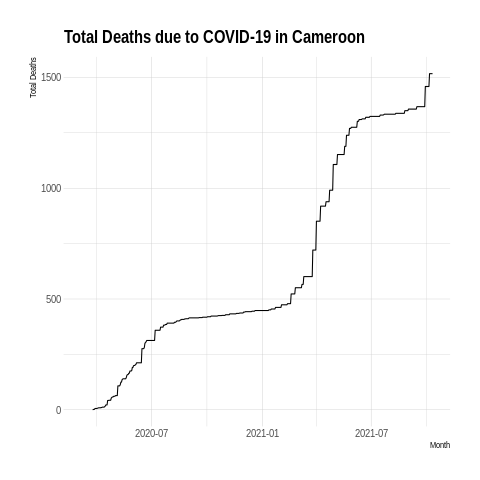 Total Deaths due to COVID-19 in Cameroon
Total Deaths
1500
1000
500
0
2020-07
2021-01
2021-07
Month